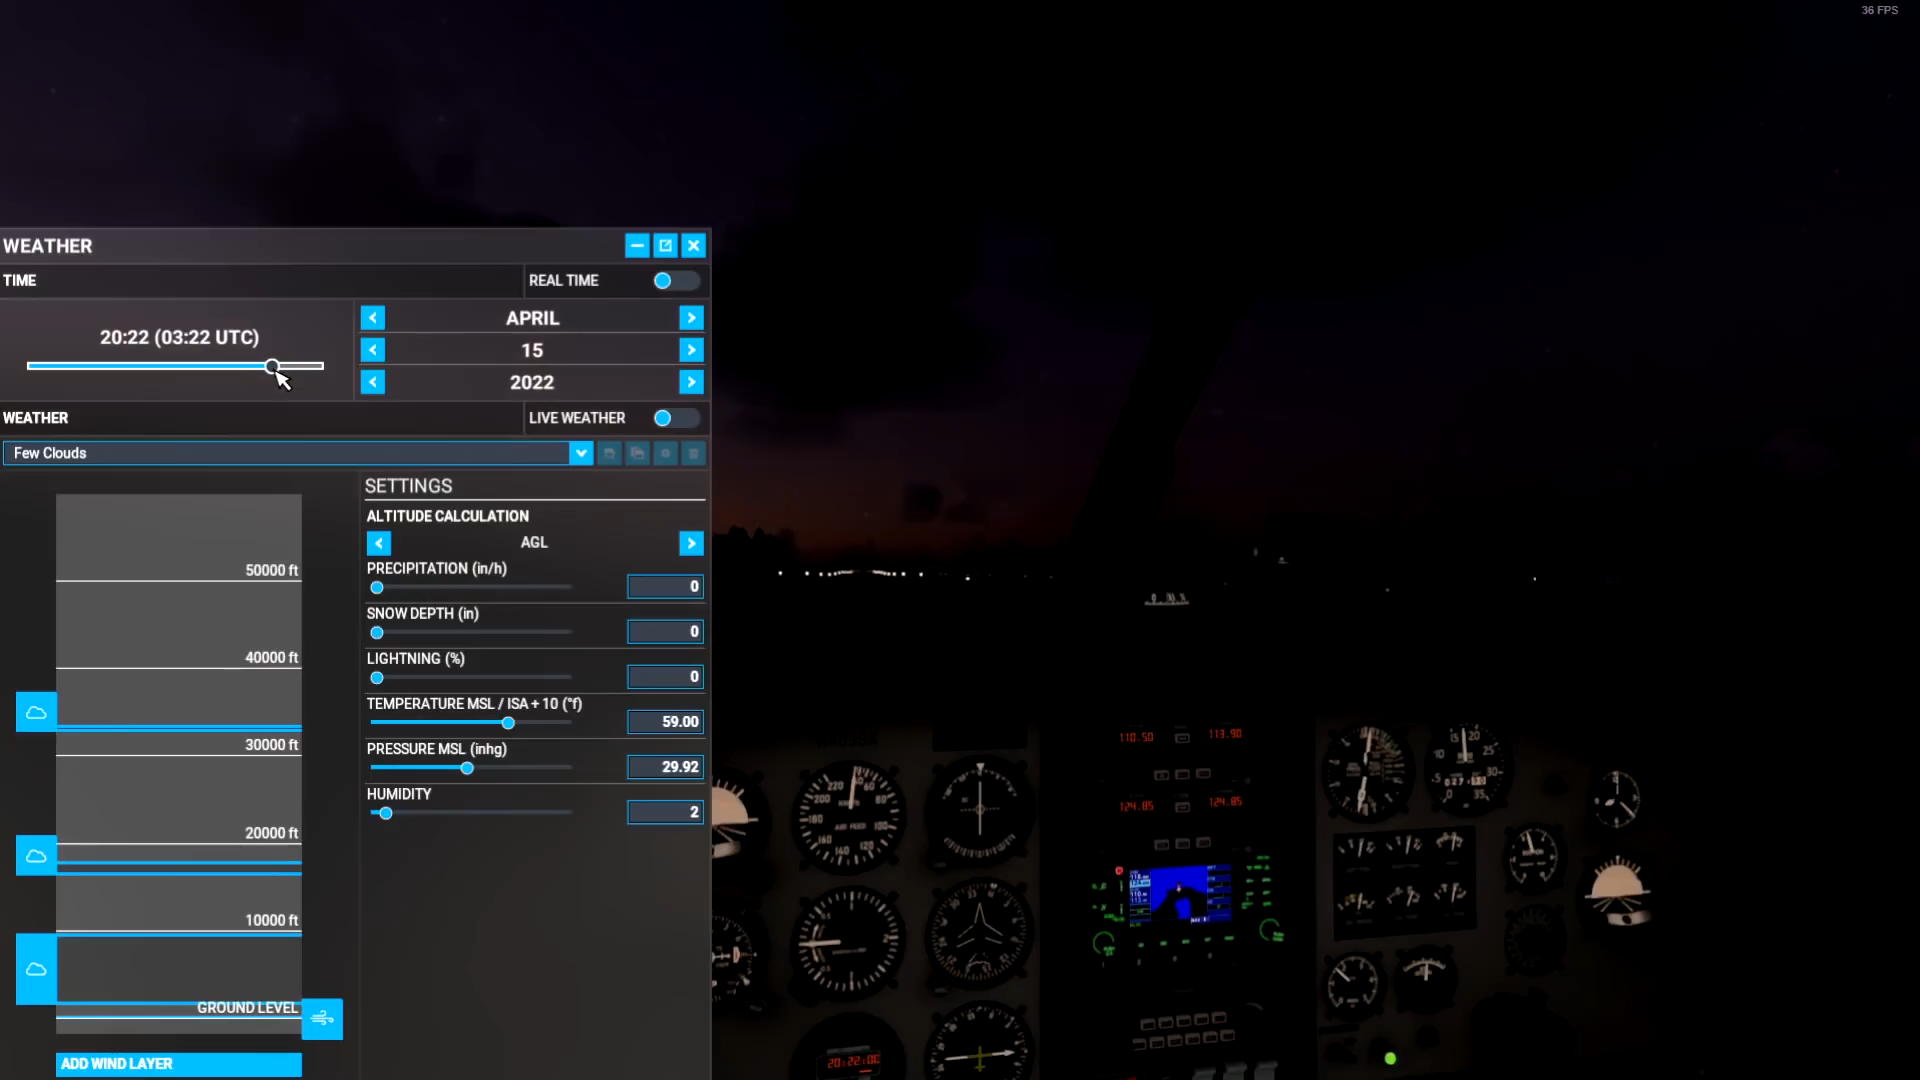 36 FPS
WEATHER
TIME
REAL TIME
20:22 (03:22 UTC)
APRIL
15
2022
WEATHER
LIVE WEATHER
Few Clouds
SETTINGS
ALTITUDE CALCULATION
AGL
PRECIPITATION (in/h)
0
SNOW DEPTH (in)
0
LIGHTNING (%)
0
TEMPERATURE MSL / ISA + 10 (°f)
59.00
PRESSURE MSL (inhg)
29.92
HUMIDITY
2
50000 ft
40000 ft
30000 ft
20000 ft
10000 ft
GROUND LEVEL
ADD WIND LAYER
110.50
113.90
124.85
124.85
20:22:00